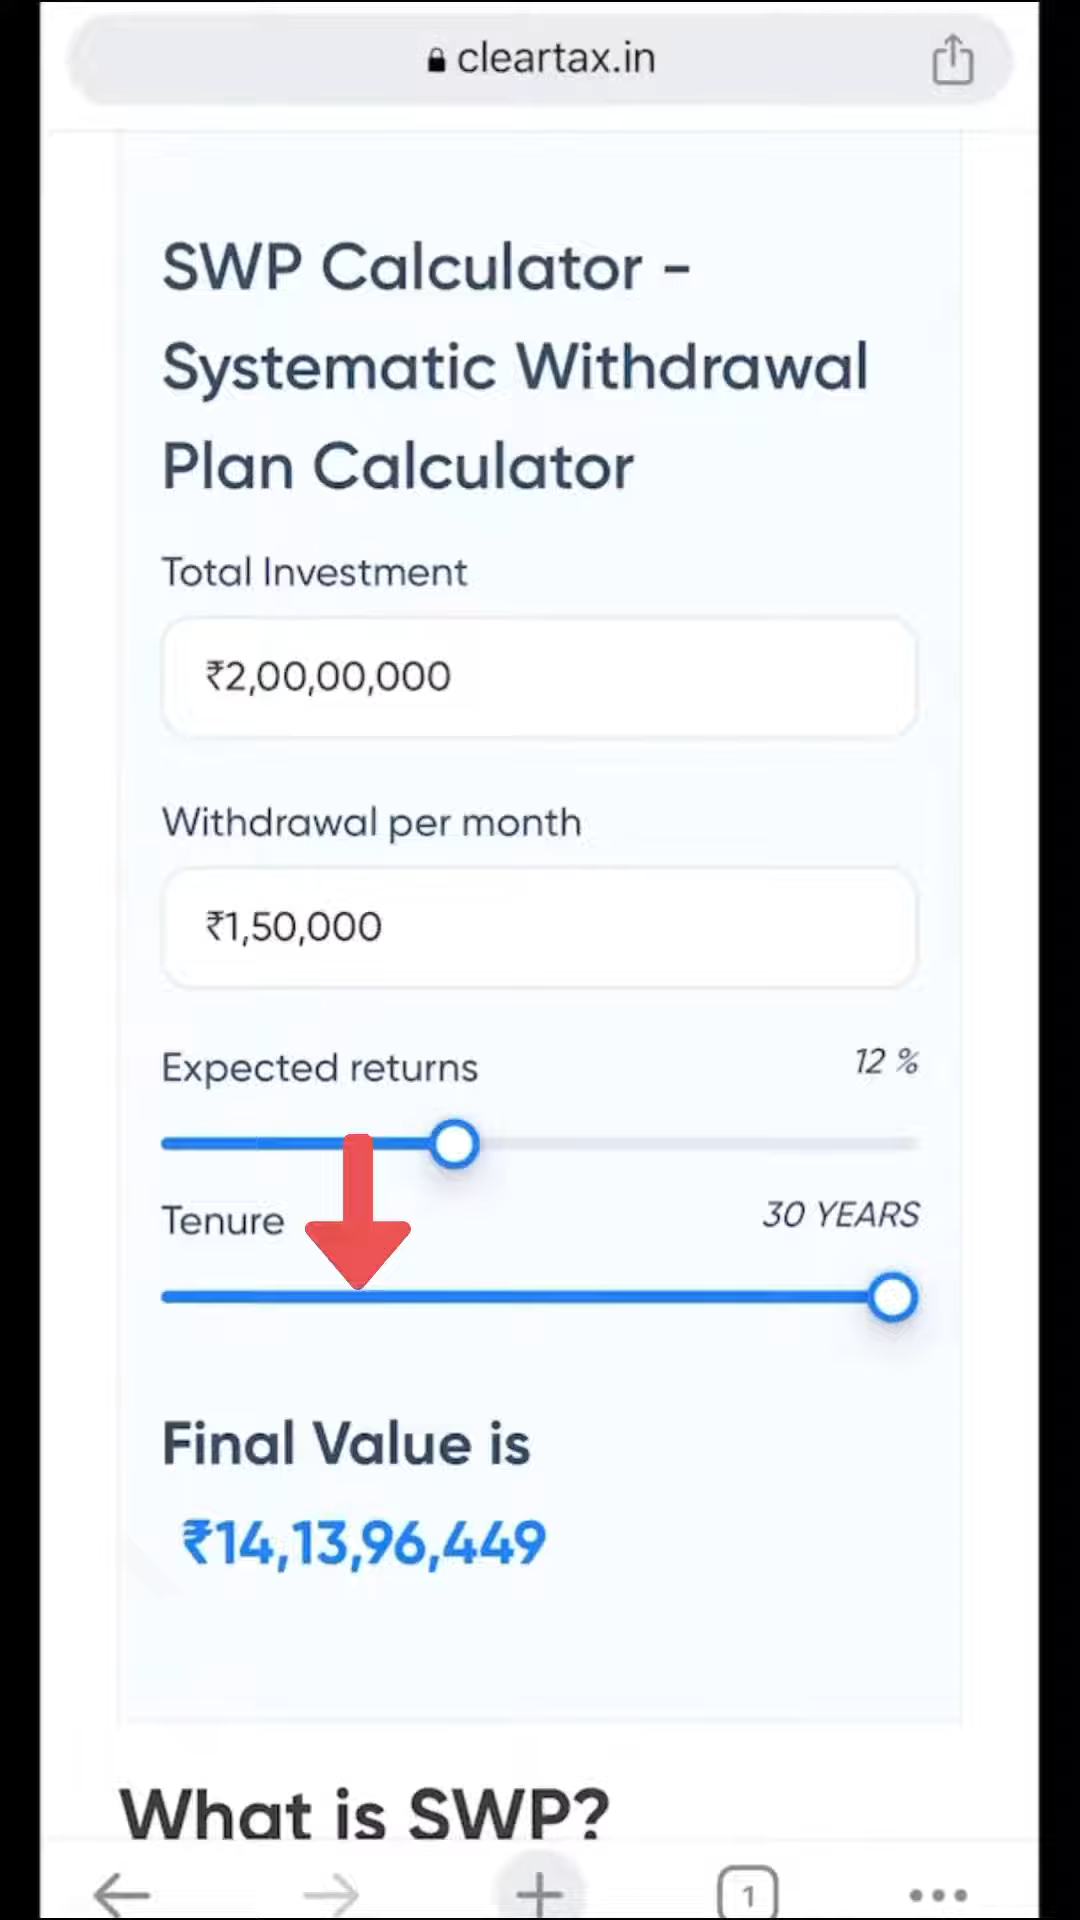 cleartax.in
SWP Calculator -
Systematic Withdrawal
Plan Calculator
Total Investment
₹2,00,00,000
Withdrawal per month
₹1,50,000
Expected returns
12 %
Tenure
30 YEARS
Final Value is
₹14,13,96,449
What is SWP?
1